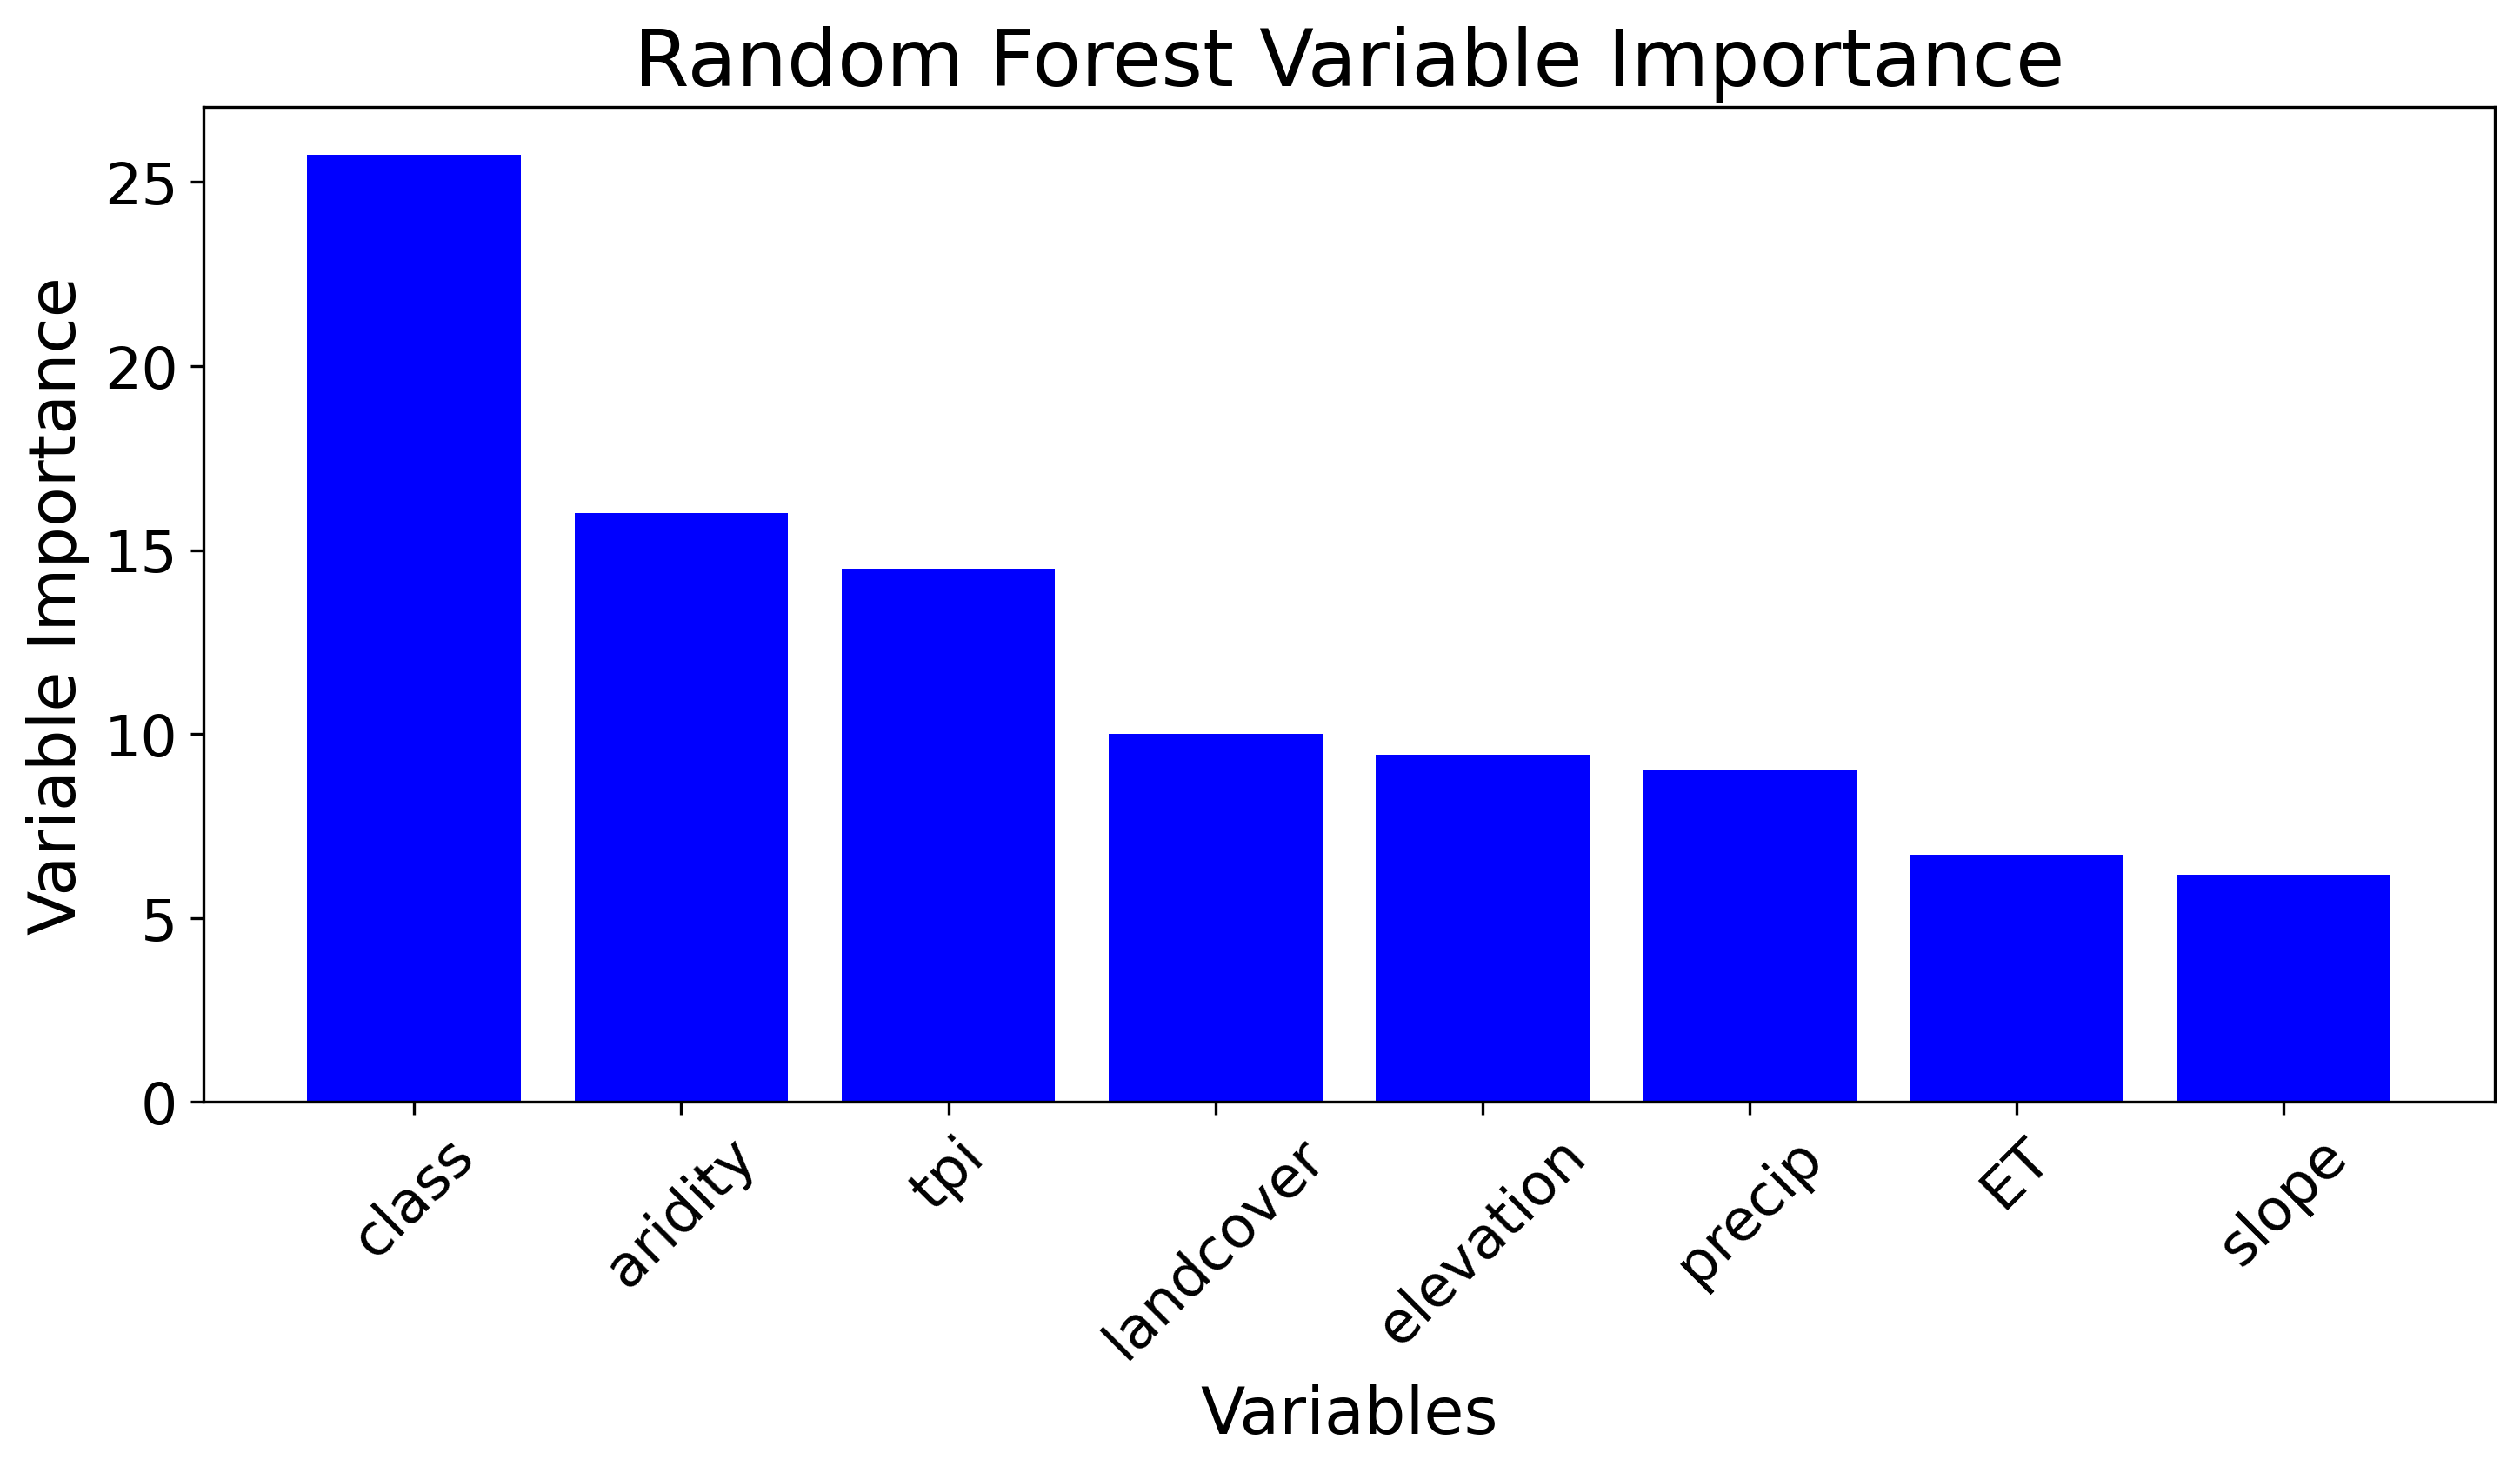 Random Forest Variable Importance
Variable Importance
25
20
15
10
5
0
class
aridity
tpi
landcover
elevation
precip
ET
slope
Variables